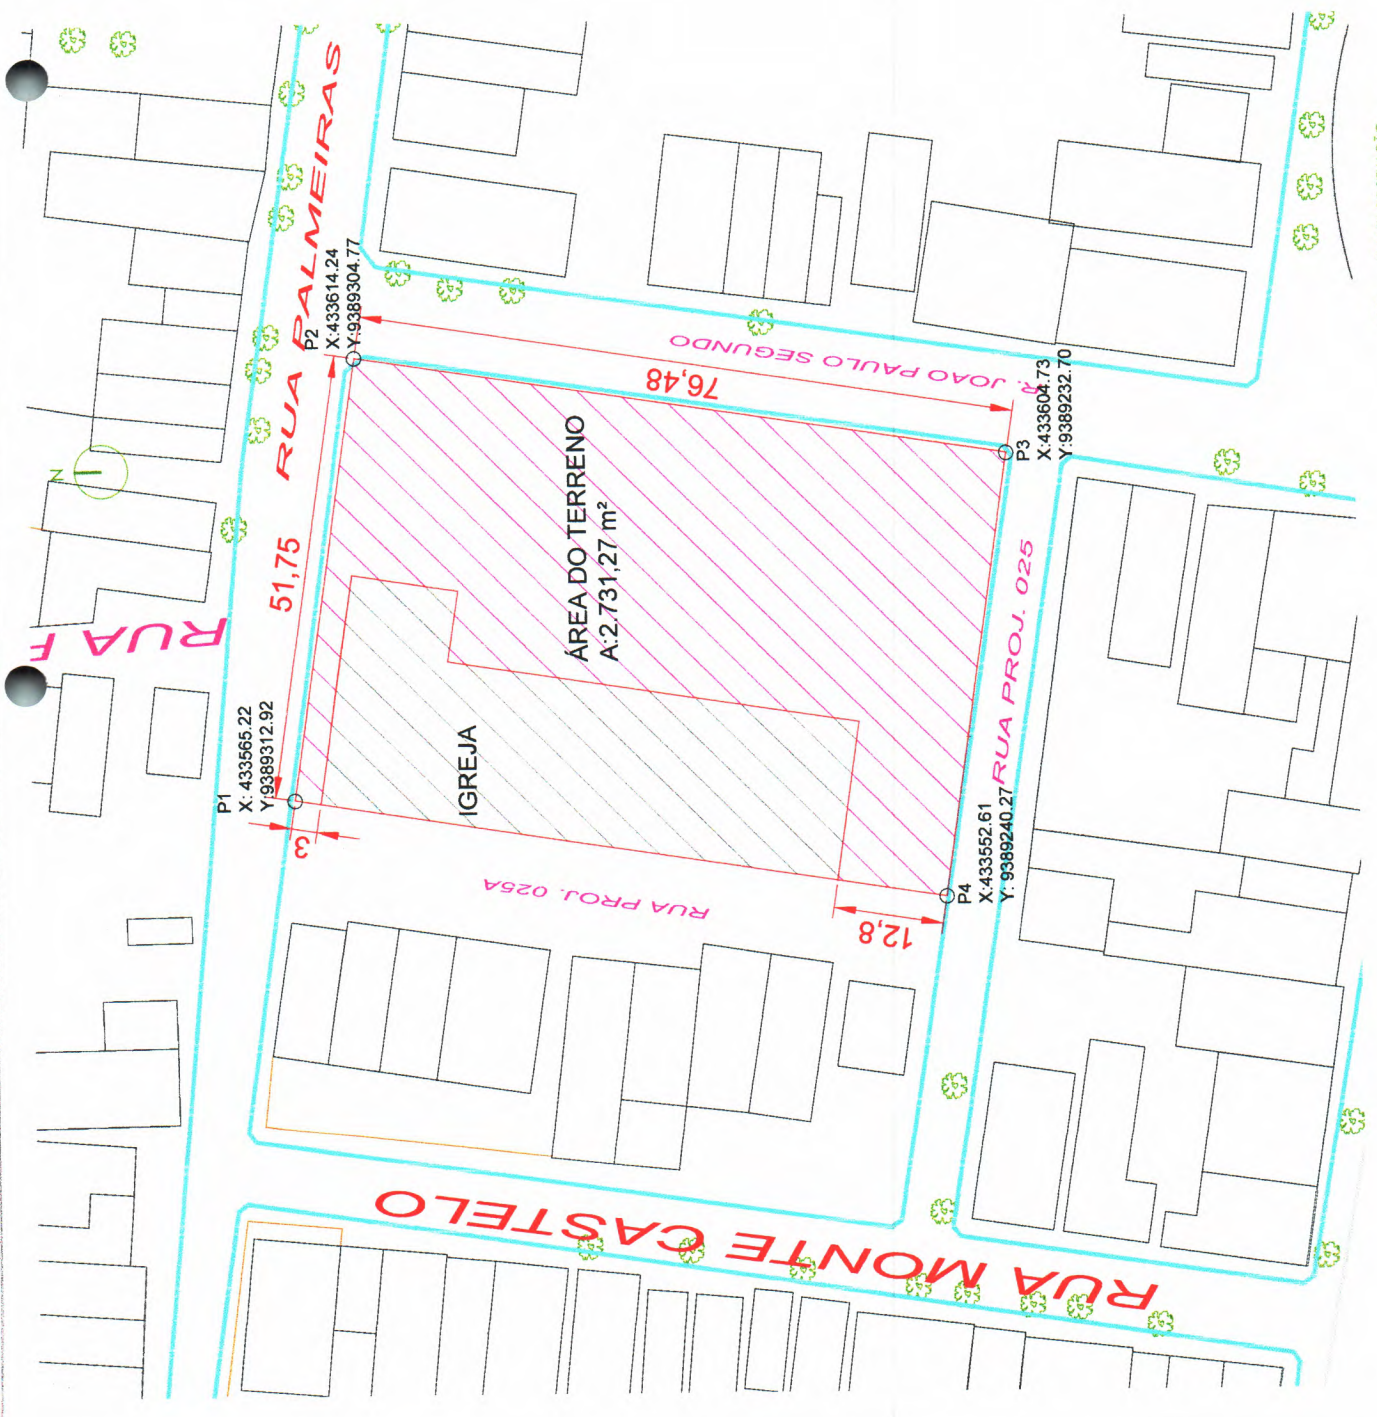 RUA PALMEIRAS
P2
X:433614.24
Y:9389304.77
N
51,75
RUA F
P1
X: 433565.22
Y:9389312.92
3
R. JOAO PAULO SEGUNDO
76,48
ÁREA DO TERRENO
A:2.731,27 m²
IGREJA
P3
X:433604.73
Y:9389232.70
RUA PROJ. 025
RUA PROJ. 025A
12,8
P4
X:433552.61
Y: 9389240.27
RUA MONTE CASTELO